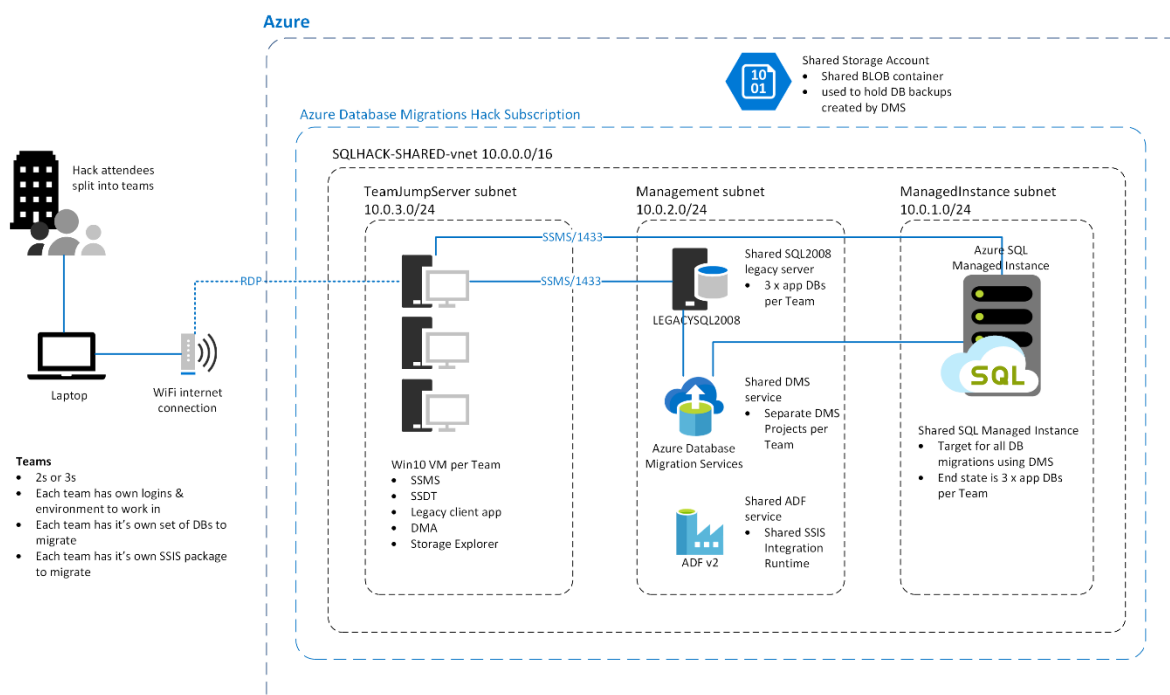 Azure
10
01
Shared Storage Account
• Shared BLOB container
• used to hold DB backups
created by DMS
Azure Database Migrations Hack Subscription
SQLHACK-SHARED-vnet 10.0.0.0/16
Hack attendees
split into teams
Laptop
WiFi internet
connection
RDP
Teams
• 2s or 3s
• Each team has own logins &
environment to work in
• Each team has it's own set of DBs to
migrate
• Each team has it's own SSIS package
to migrate
TeamJumpServer subnet
10.0.3.0/24
SSMS/1433
SSMS/1433
Win10 VM per Team
• SSMS
• SSDT
• Legacy client app
• DMA
• Storage Explorer
Management subnet
10.0.2.0/24
Shared SQL2008
legacy server
• 3 x app DBs
per Team
LEGACYSQL2008
Shared DMS
service
• Separate DMS
Projects per
Team
Azure Database
Migration Services
Shared ADF
service
• Shared SSIS
Integration
Runtime
ADF v2
ManagedInstance subnet
10.0.1.0/24
Azure SQL
Managed Instance
SQL
Shared SQL Managed Instance
• Target for all DB
migrations using DMS
• End state is 3 x app DBs
per Team